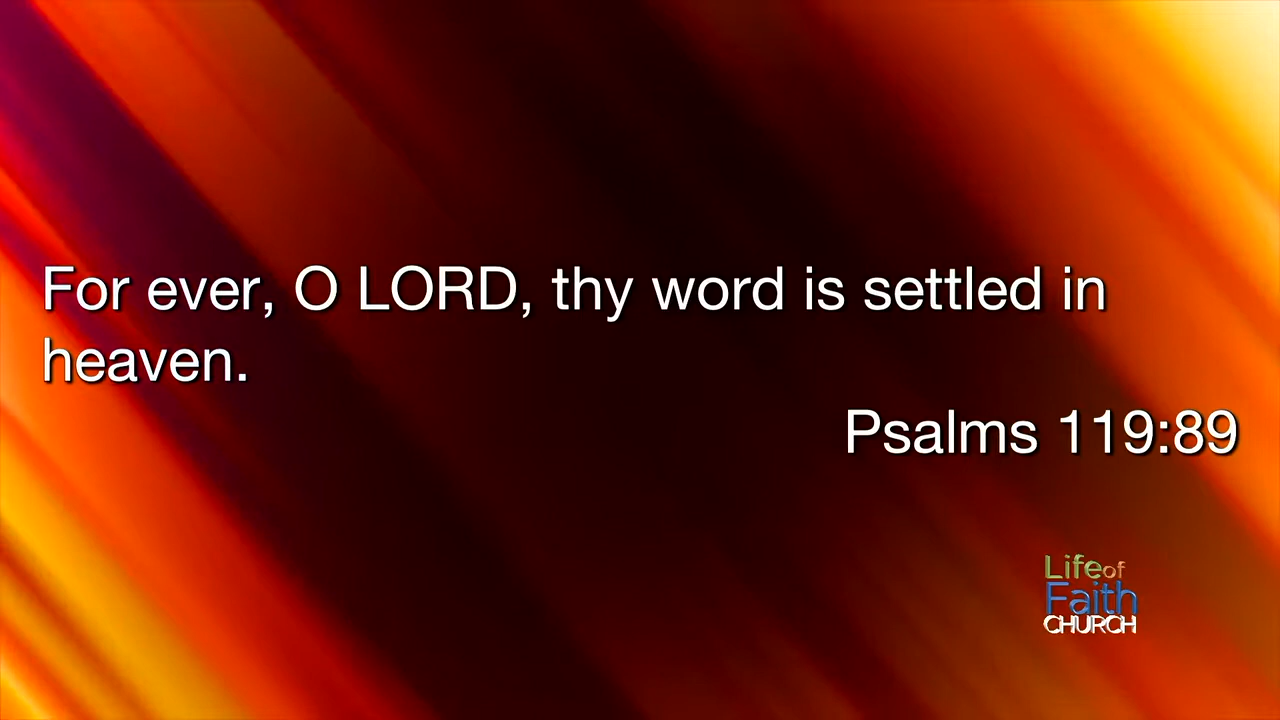 For ever, O LORD, thy word is settled in
heaven.
Psalms 119:89
Life of
Faith
CHURCH